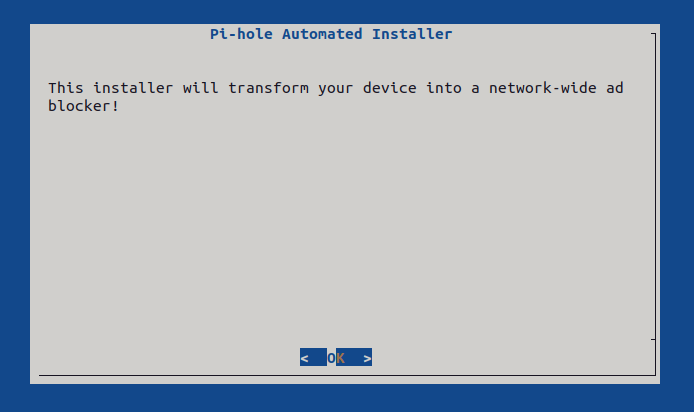 Pi-hole Automated Installer
This installer will transform your device into a network-wide ad
blocker!
<  OK  >